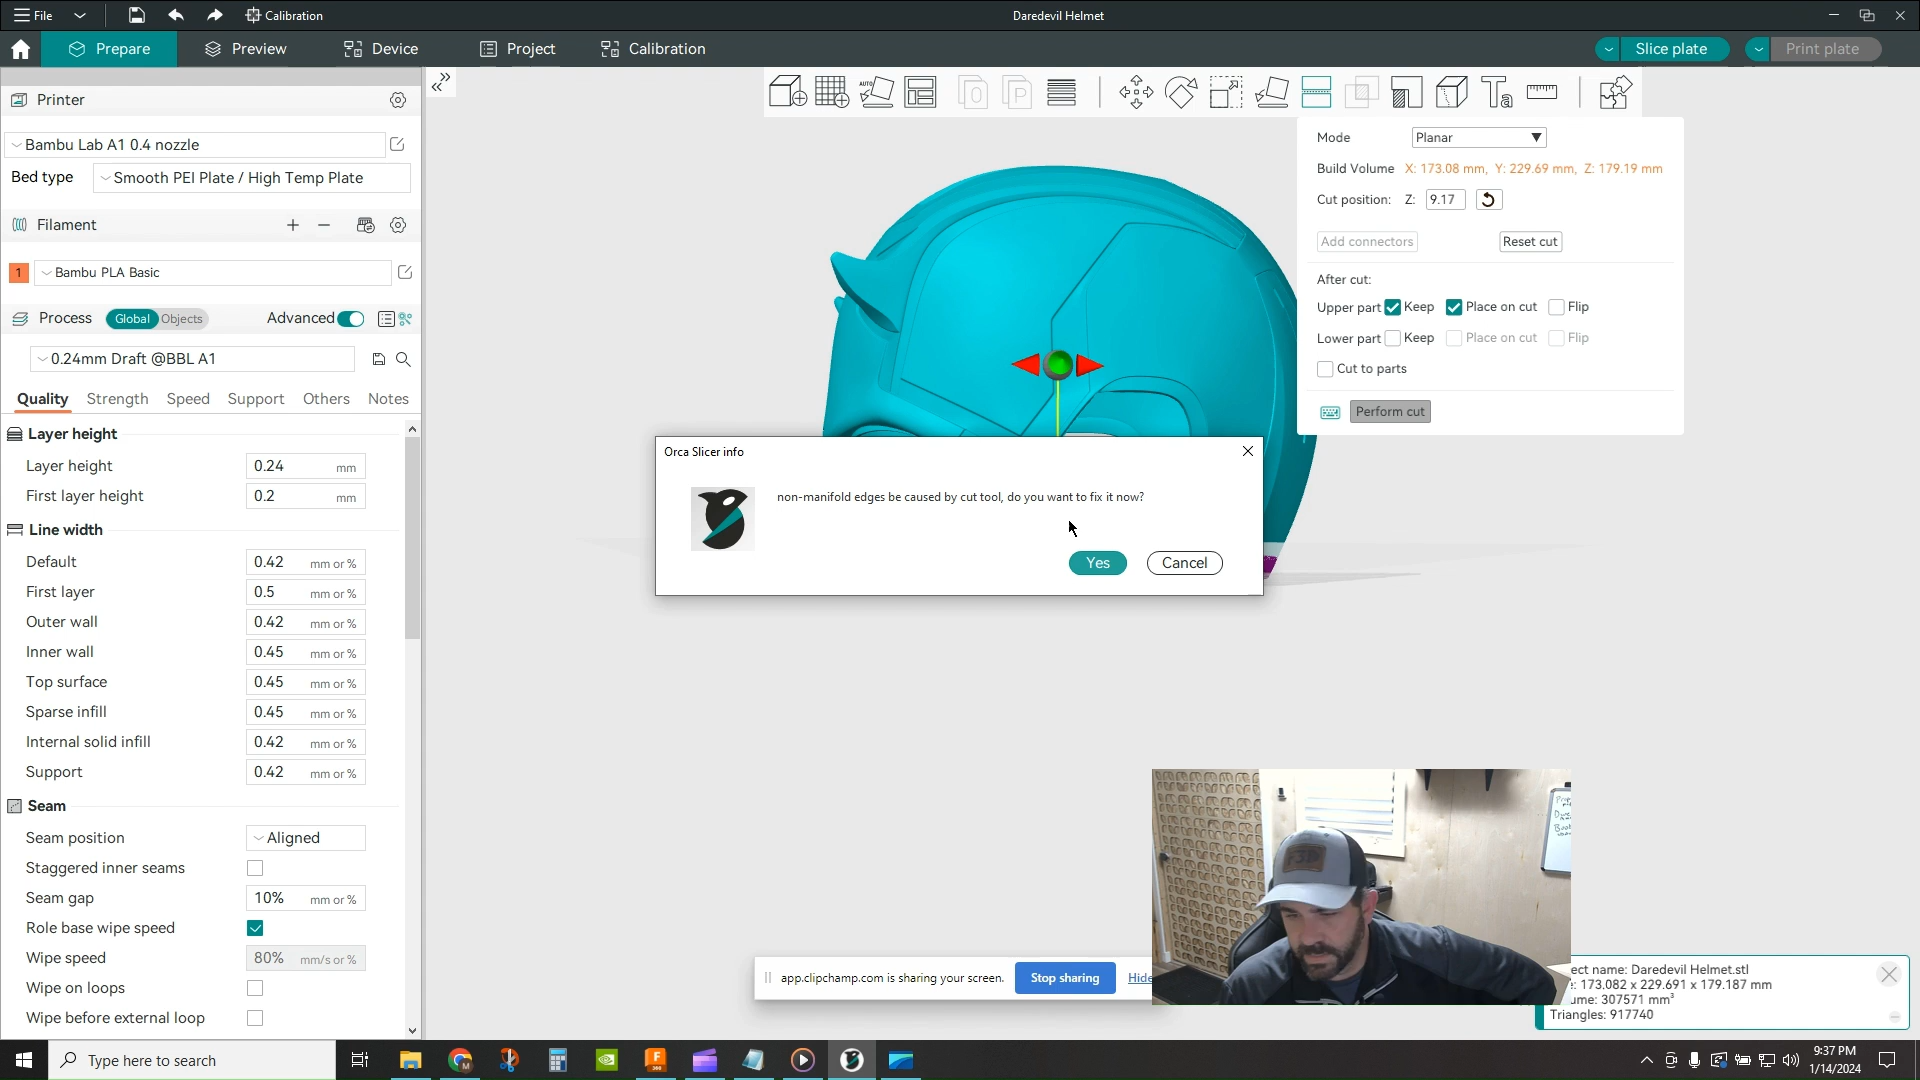 File
Calibration
Daredevil Helmet
Prepare
Preview
Device
Project
Calibration
Slice plate
Print plate
Printer
Bambu Lab A1 0.4 nozzle
Bed type
Smooth PEI Plate / High Temp Plate
Filament
1
Bambu PLA Basic
Process
Global
Objects
Advanced
0.24mm Draft @BBL A1
Quality
Strength
Speed
Support
Others
Notes
Layer height
Layer height 0.24 mm
First layer height 0.2 mm
Line width
Default 0.42 mm or %
First layer 0.5 mm or %
Outer wall 0.42 mm or %
Inner wall 0.45 mm or %
Top surface 0.45 mm or %
Sparse infill 0.45 mm or %
Internal solid infill 0.42 mm or %
Support 0.42 mm or %
Seam
Seam position Aligned
Staggered inner seams
Seam gap 10% mm or %
Role base wipe speed
Wipe speed 80% mm/s or %
Wipe on loops
Wipe before external loop
AUTO
Mode Planar
Build Volume X: 173.08 mm, Y: 229.69 mm, Z: 179.19 mm
Cut position: Z: 9.17
Add connectors
Reset cut
After cut:
Upper part Keep Place on cut Flip
Lower part Keep Place on cut Flip
Cut to parts
Perform cut
Orca Slicer info
non-manifold edges be caused by cut tool, do you want to fix it now?
Yes
Cancel
app.clipchamp.com is sharing your screen.
Stop sharing
Hide
ect name: Daredevil Helmet.stl
: 173.082 x 229.691 x 179.187 mm
ume: 307571 mm³
Triangles: 917740
Type here to search
9:37 PM
1/14/2024